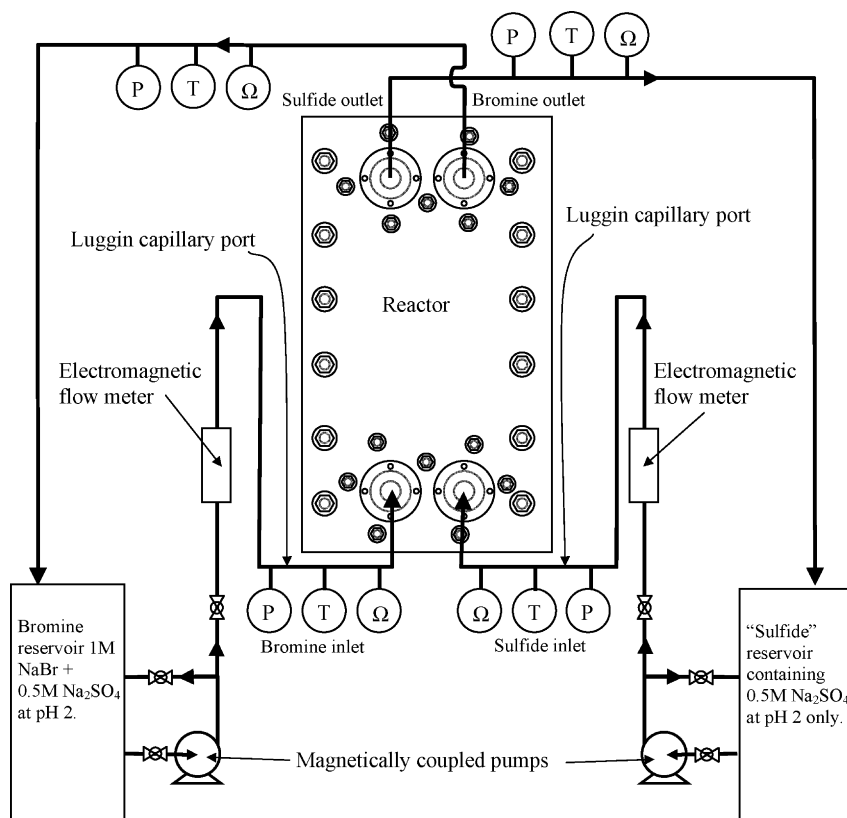 P T Ω
P T Ω
Sulfide outlet
Bromine outlet
Luggin capillary port
Luggin capillary port
Reactor
Electromagnetic
flow meter
Electromagnetic
flow meter
P T Ω
Ω T P
Bromine inlet
Sulfide inlet
Bromine
reservoir 1M
NaBr +
0.5M Na₂SO₄
at pH 2.
“Sulfide”
reservoir
containing
0.5M Na₂SO₄
at pH 2 only.
Magnetically coupled pumps